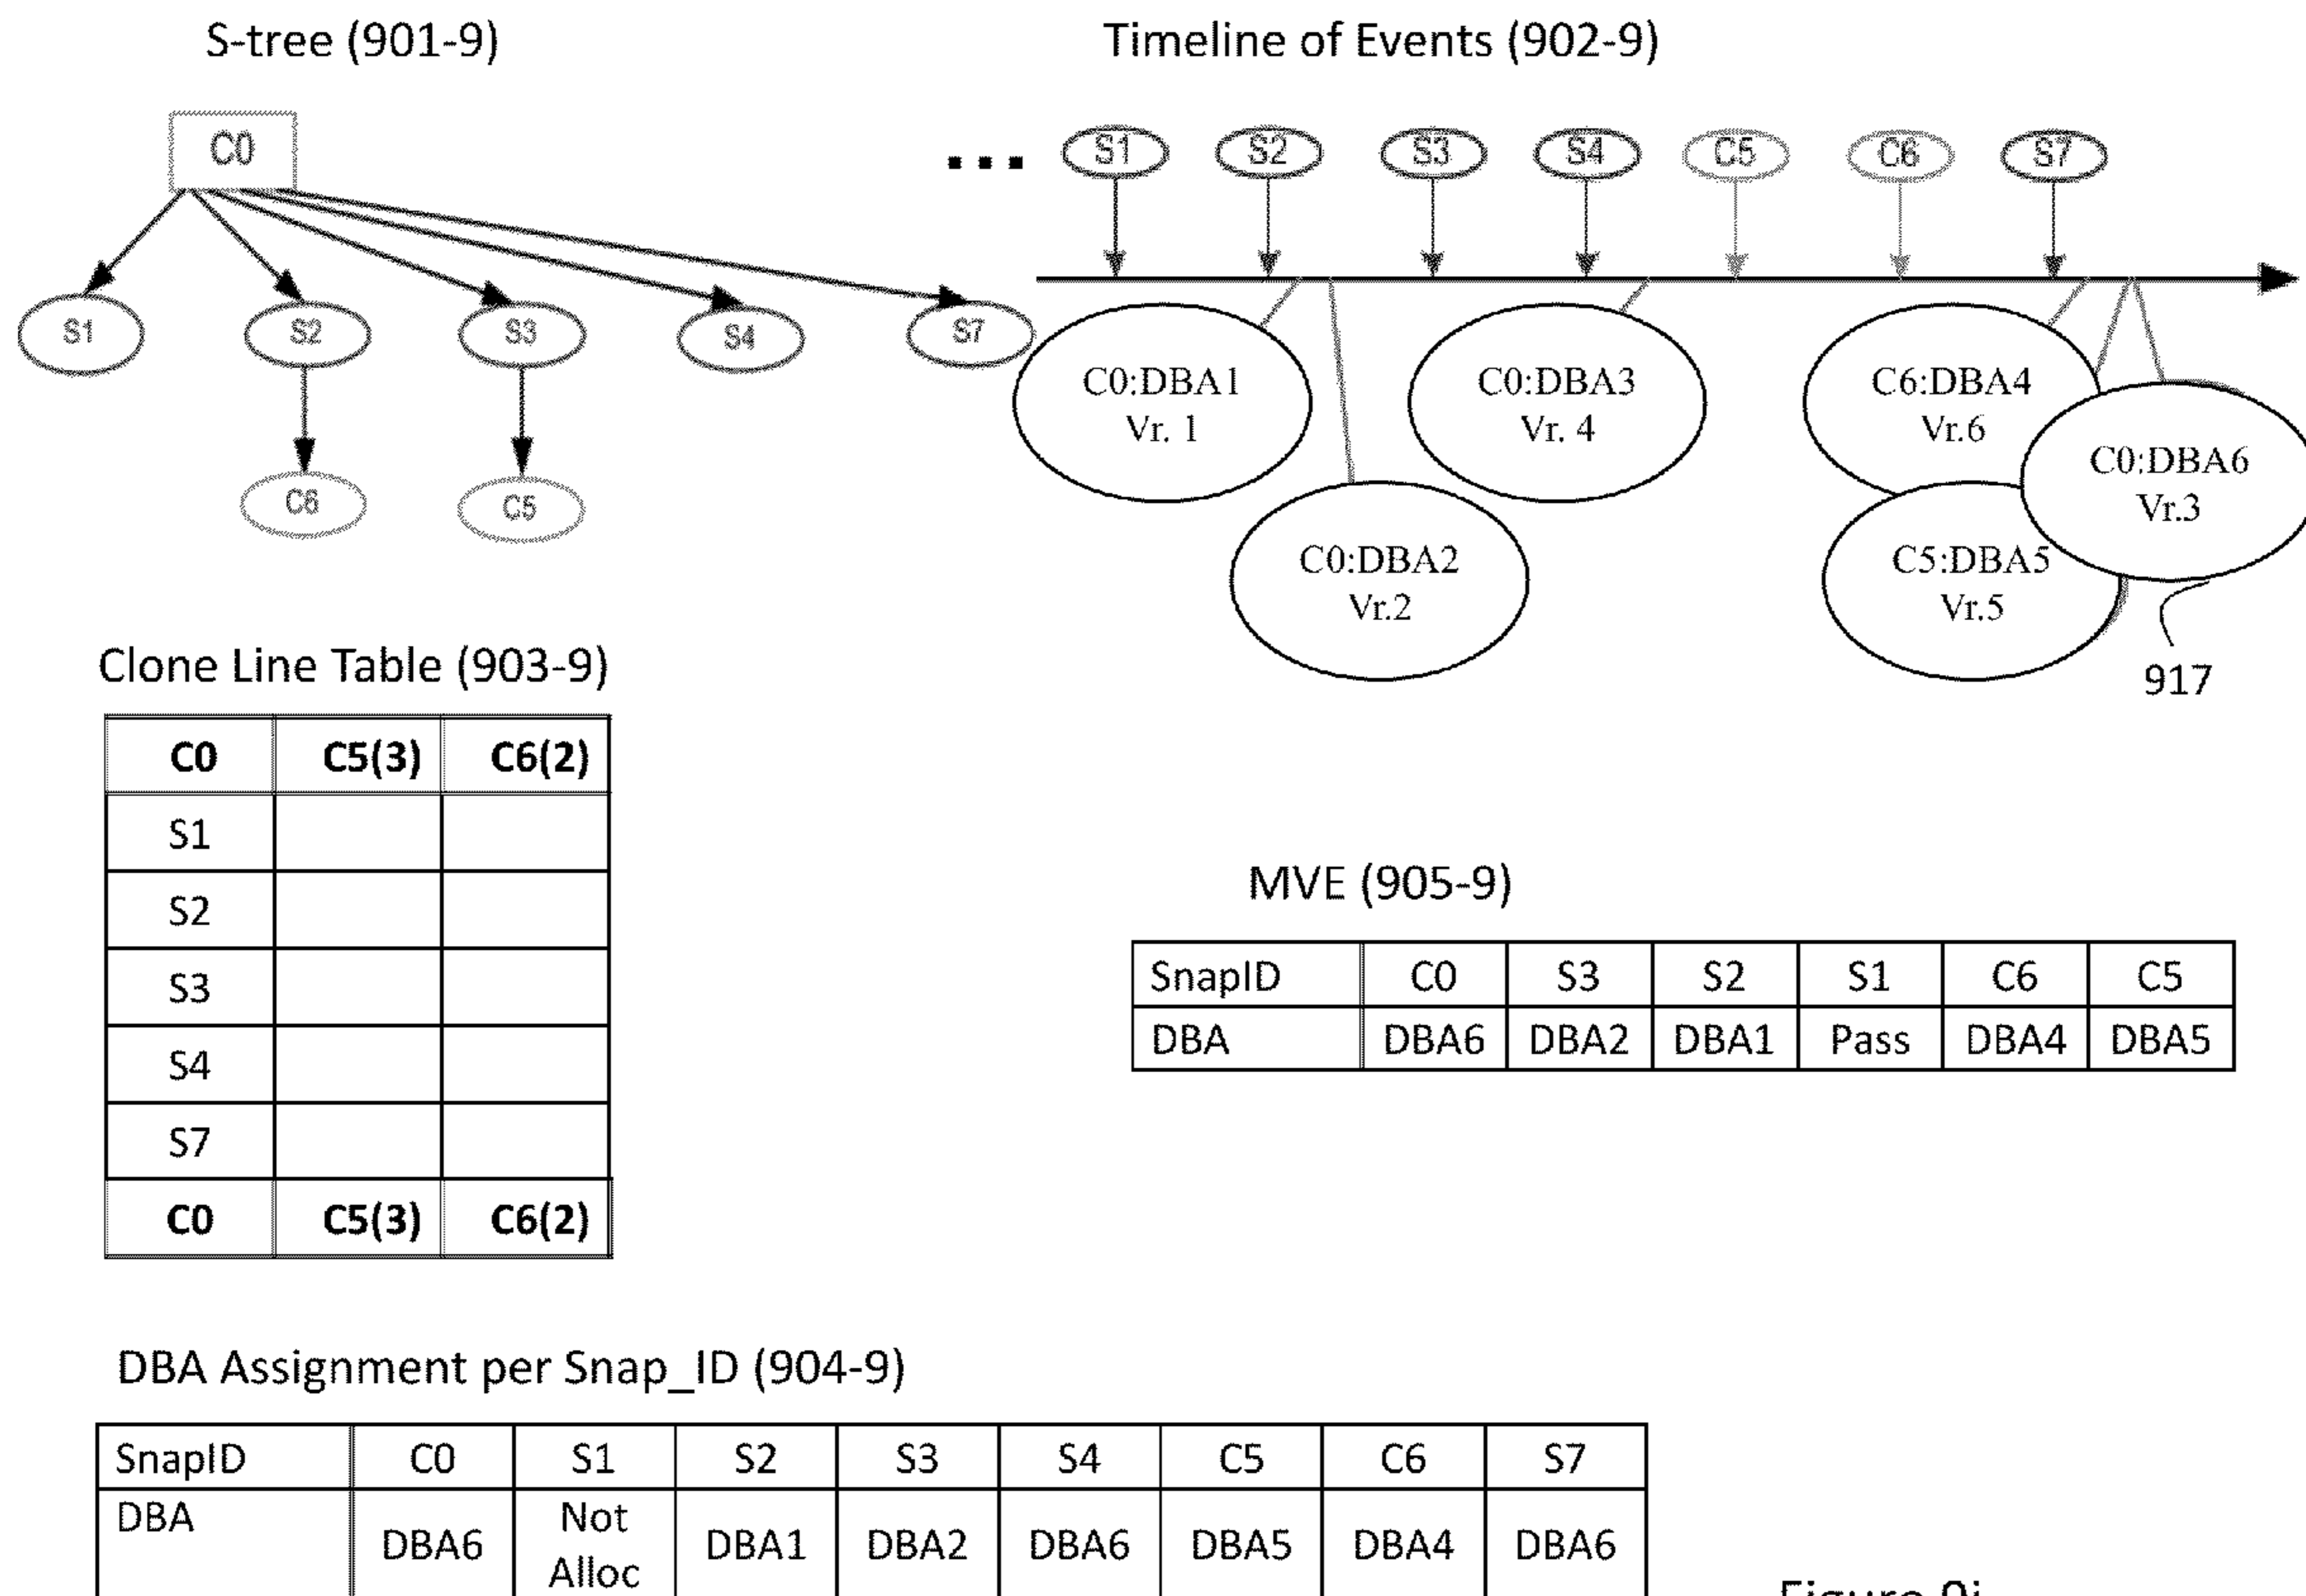 S-tree (901-9)
Timeline of Events (902-9)
C0
...
S1 S2 S3 S4 C5 C6 S7
S1 S2 S3 S4 S7
C6 C5
C0:DBA1
Vr. 1
C0:DBA2
Vr.2
C0:DBA3
Vr. 4
C6:DBA4
Vr.6
C5:DBA5
Vr.5
C0:DBA6
Vr.3
917
Clone Line Table (903-9)
C0 C5(3) C6(2)
S1
S2
S3
S4
S7
C0 C5(3) C6(2)
MVE (905-9)
SnapID C0 S3 S2 S1 C6 C5
DBA DBA6 DBA2 DBA1 Pass DBA4 DBA5
DBA Assignment per Snap_ID (904-9)
SnapID C0 S1 S2 S3 S4 C5 C6 S7
DBA DBA6 Not Alloc DBA1 DBA2 DBA6 DBA5 DBA4 DBA6